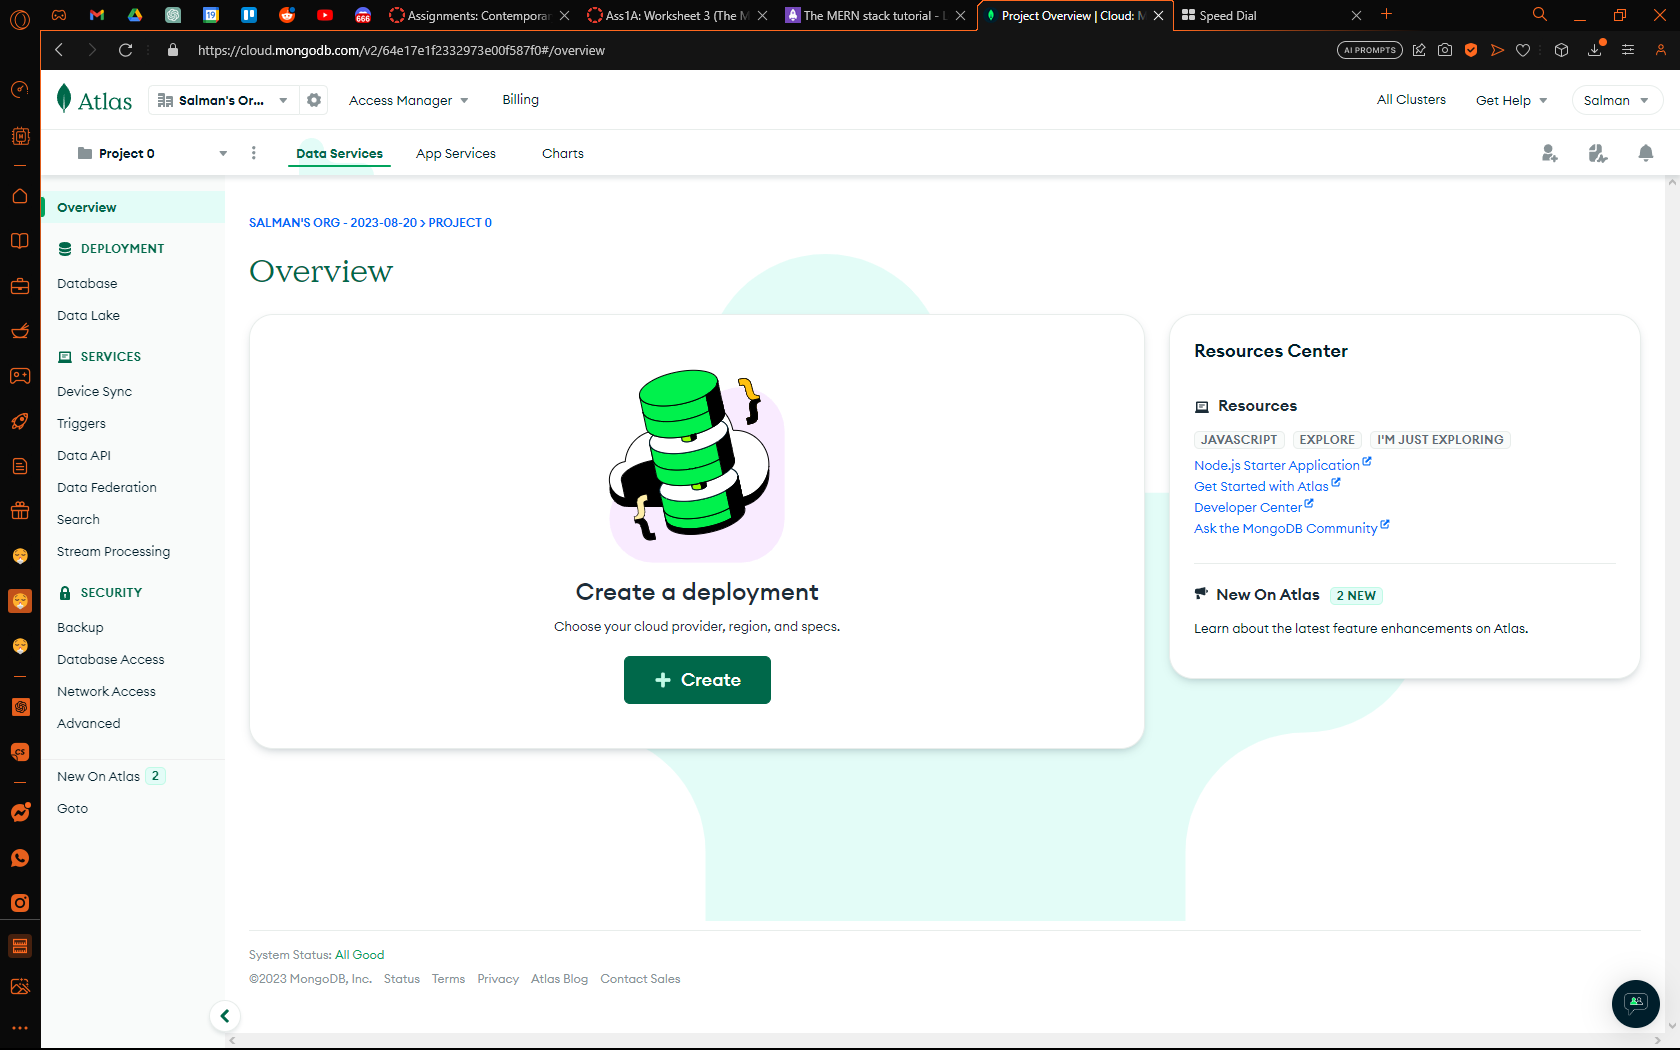 19
666
Assignments: Contemporar
Ass1A: Worksheet 3 (The M
The MERN stack tutorial - L
Project Overview | Cloud: M
Speed Dial
https://cloud.mongodb.com/v2/64e17e1f2332973e00f587f0#/overview
AI PROMPTS
Atlas
Salman's Or...
Access Manager
Billing
All Clusters
Get Help
Salman
Project 0
Data Services
App Services
Charts
Overview
DEPLOYMENT
Database
Data Lake
SERVICES
Device Sync
Triggers
Data API
Data Federation
Search
Stream Processing
SECURITY
Backup
Database Access
Network Access
Advanced
New On Atlas 2
Goto
CS
SALMAN'S ORG - 2023-08-20 > PROJECT 0
Overview
Create a deployment
Choose your cloud provider, region, and specs.
+ Create
Resources Center
Resources
JAVASCRIPT
EXPLORE
I'M JUST EXPLORING
Node.js Starter Application
Get Started with Atlas
Developer Center
Ask the MongoDB Community
New On Atlas 2 NEW
Learn about the latest feature enhancements on Atlas.
System Status: All Good
©2023 MongoDB, Inc. Status Terms Privacy Atlas Blog Contact Sales